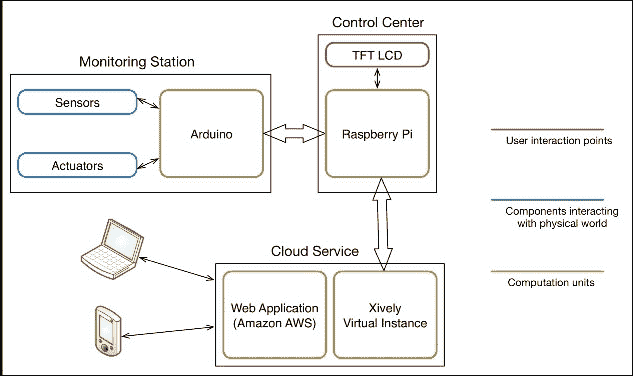 Control Center
TFT LCD
Monitoring Station
Sensors
Arduino
Raspberry Pi
Actuators
User interaction points
Components interacting
with physical world
Cloud Service
Web Application
(Amazon AWS)
Xively
Virtual Instance
Computation units